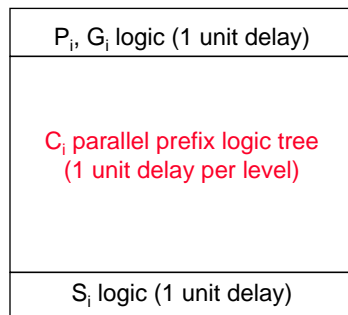 Pi, Gi logic (1 unit delay)
Ci parallel prefix logic tree
(1 unit delay per level)
Si logic (1 unit delay)